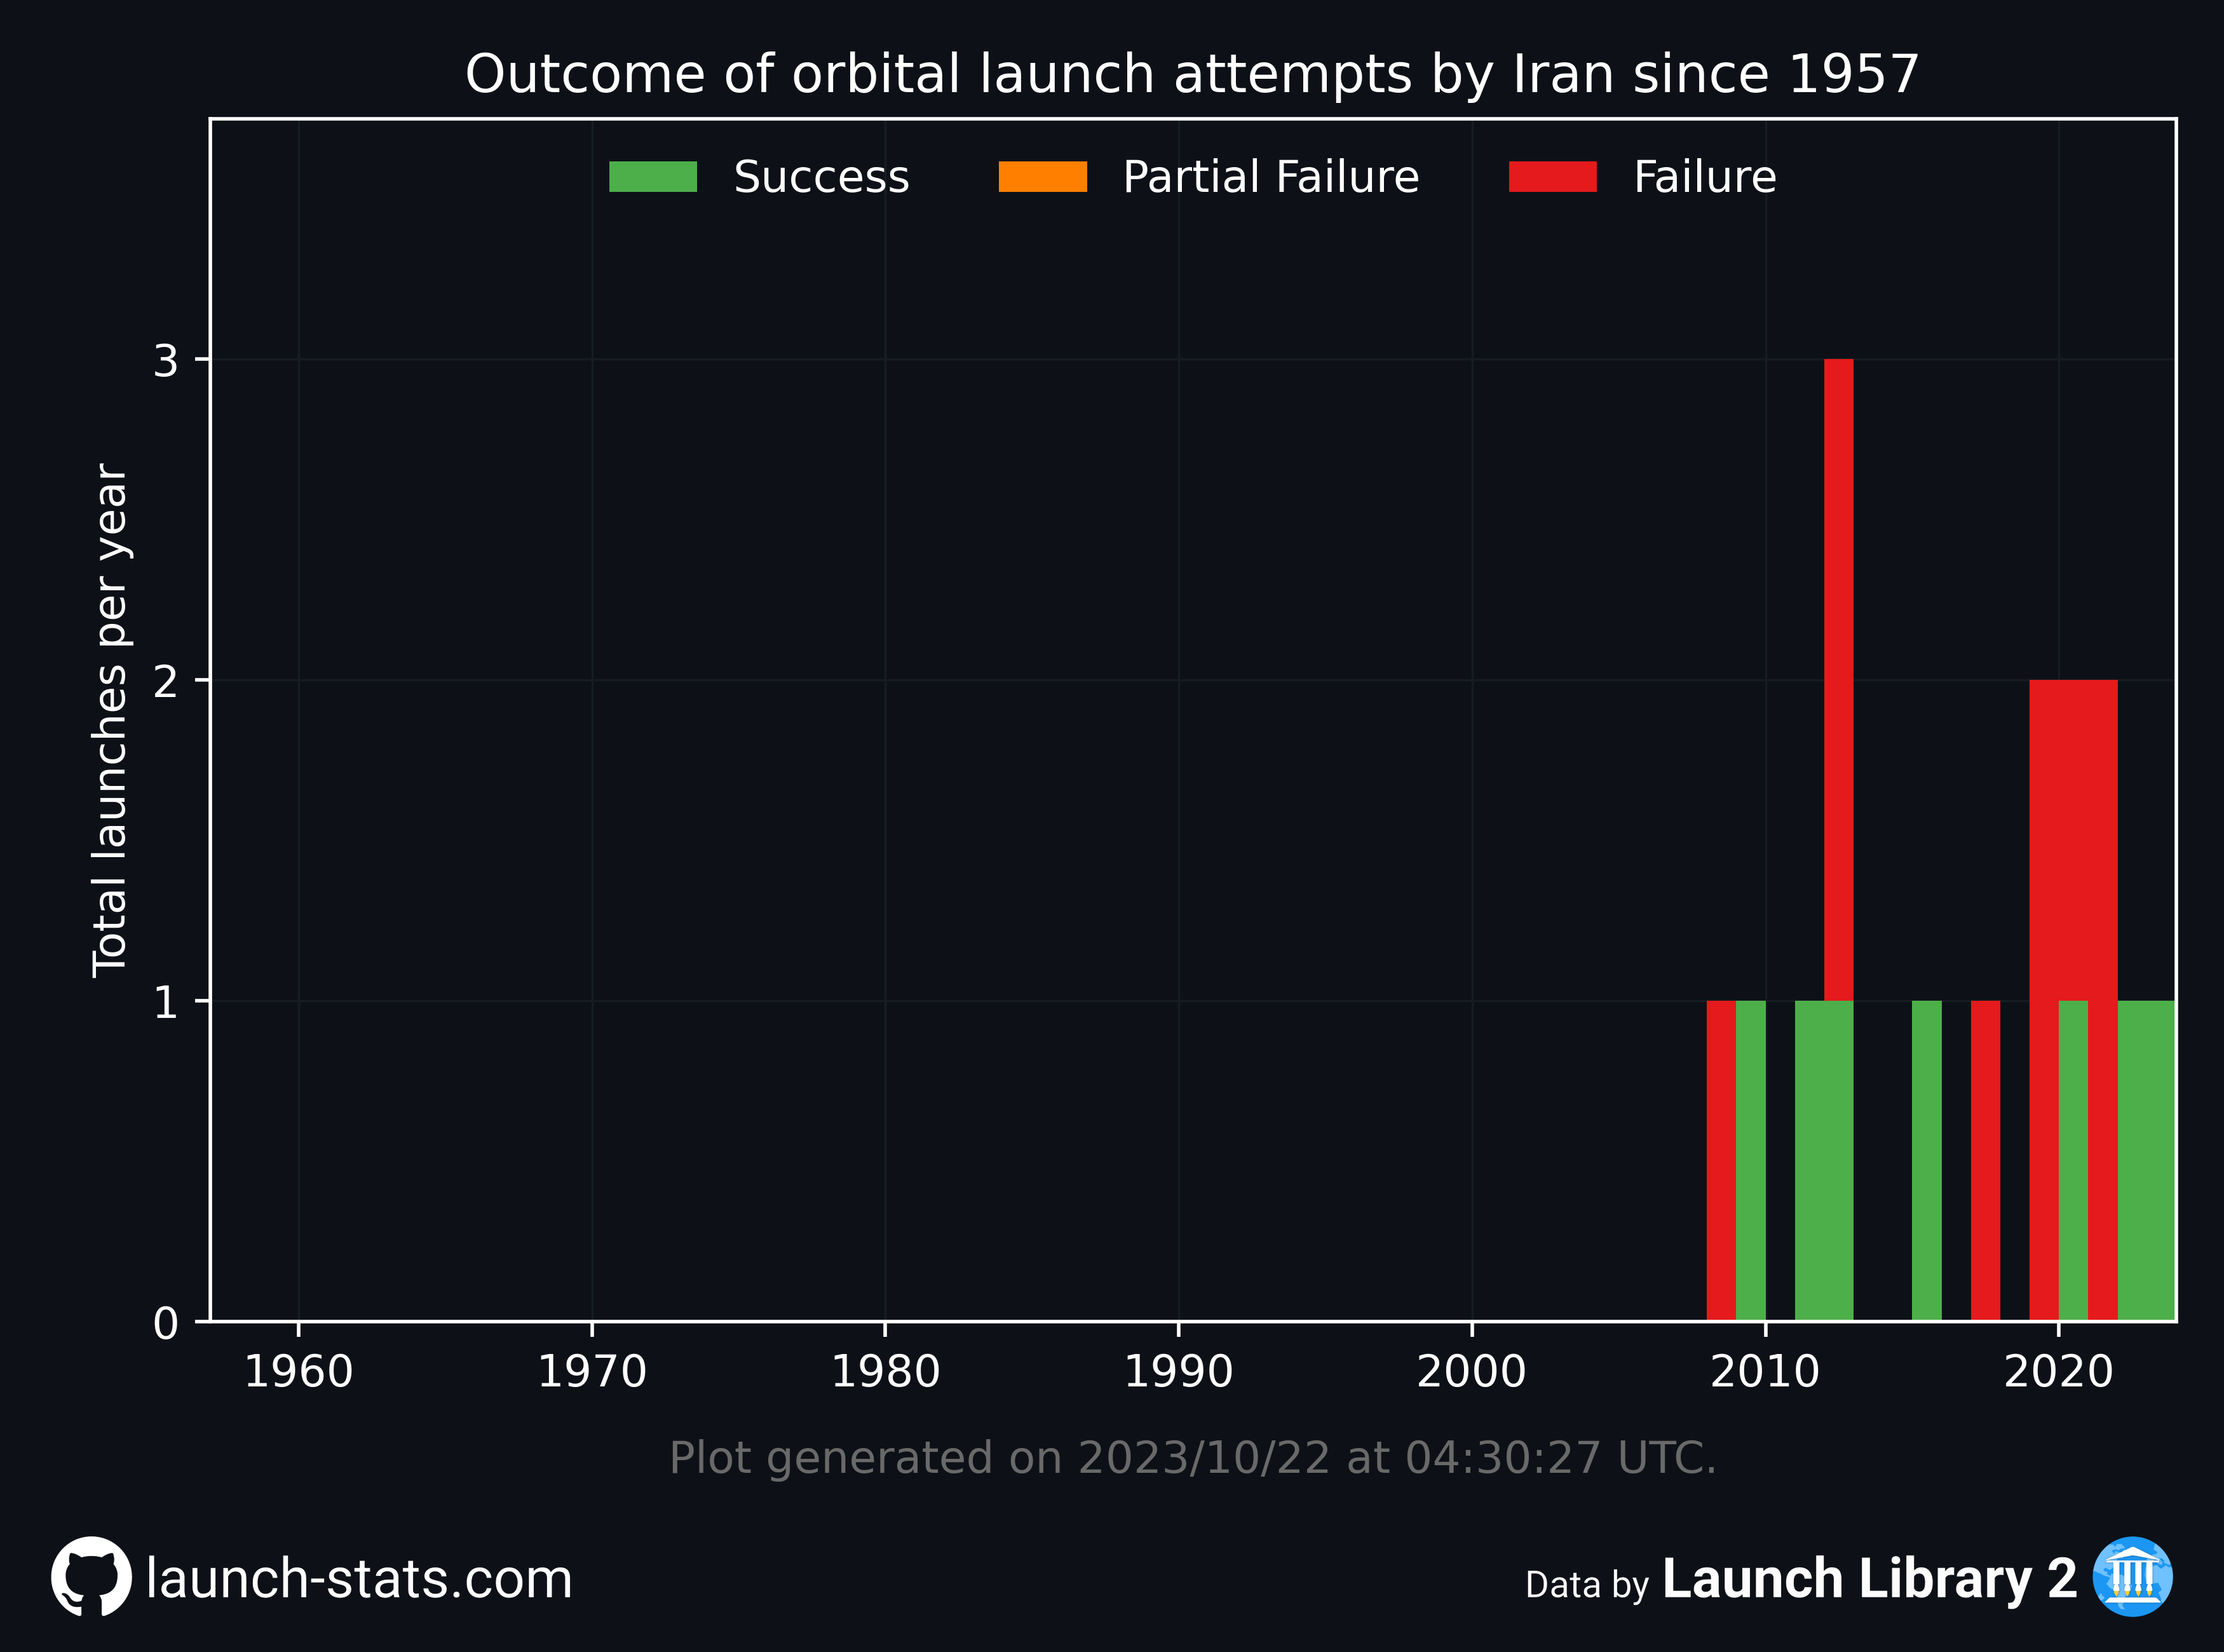 Outcome of orbital launch attempts by Iran since 1957
Success Partial Failure Failure
Total launches per year
3
2
1
0
1960 1970 1980 1990 2000 2010 2020
Plot generated on 2023/10/22 at 04:30:27 UTC.
launch-stats.com
Data by Launch Library 2